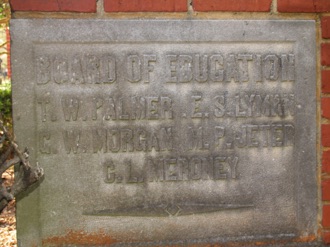 BOARD OF EDUCATION
T. W. PALMER E. S. LYMAN
C. W. MORGAN M. P. JETER
C. L. MERONEY